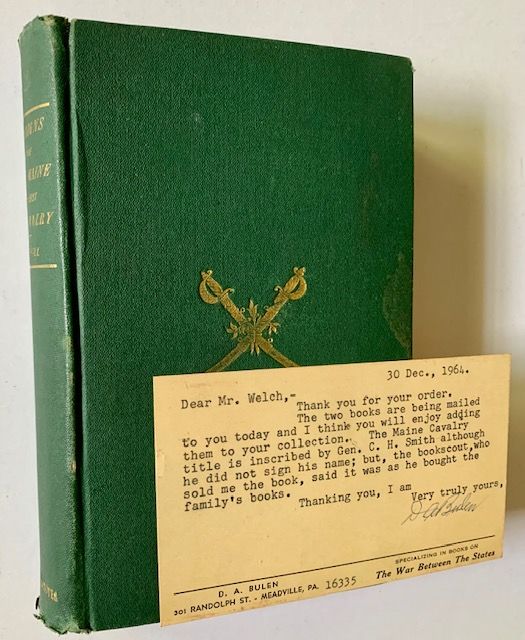 MAINE
30 Dec., 1964.
Dear Mr. Welch,-
Thank you for your order.
The two books are being mailed
to you today and I think you will enjoy adding
them to your collection. The Maine Cavalry
title is inscribed by Gen. C. H. Smith although
he did not sign his name; but, the bookscout,who
sold me the book, said it was as he bought the
family's books. Thanking you, I am
Very truly yours,
D A Bulen
D. A. BULEN
301 RANDOLPH ST. - MEADVILLE, PA. 16335
SPECIALIZING IN BOOKS ON
The War Between The States